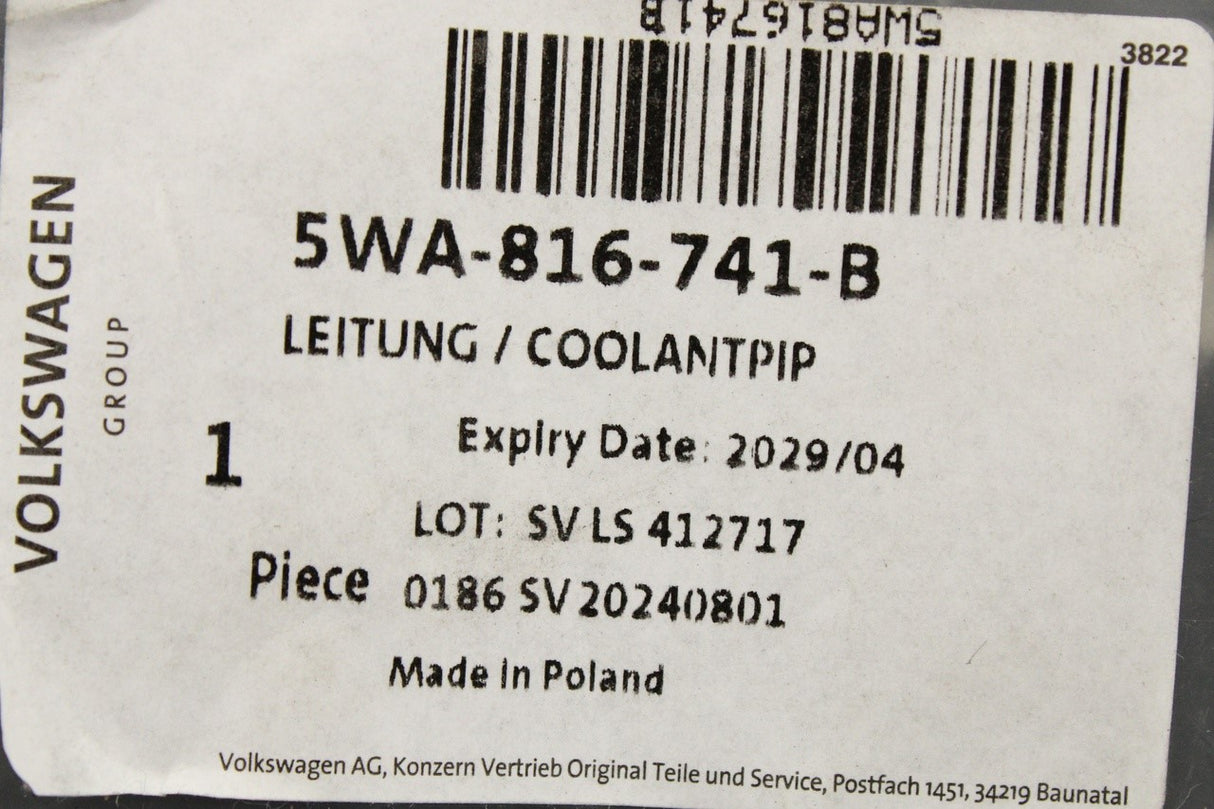 5WA816741B
3822
5WA-816-741-B
LEITUNG / COOLANTPIP
Expiry Date: 2029/04
1
LOT: SV LS 412717
Piece 0186 SV 20240801
Made in Poland
VOLKSWAGEN
GROUP
Volkswagen AG, Konzern Vertrieb Original Teile und Service, Postfach 1451, 34219 Baunatal